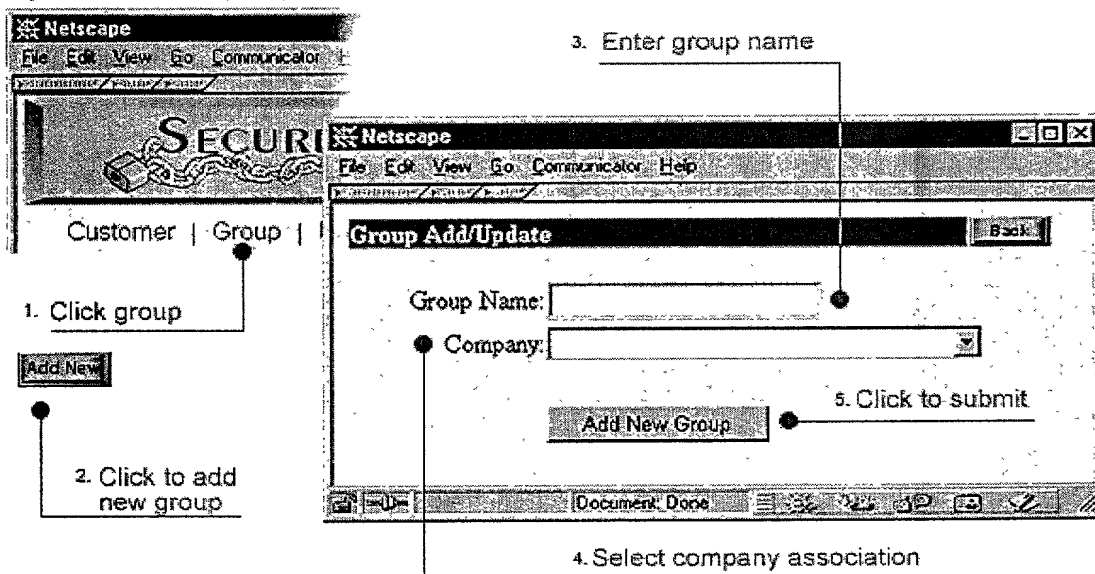 Netscape
File Edit View Go Communicator
SECURI
Customer | Group |
1. Click group
Add New
2. Click to add
new group
3. Enter group name
Netscape
File Edit View Go Communicator Help
Group Add/Update
Back
Group Name:
Company:
5. Click to submit
Add New Group
Document: Done
4. Select company association